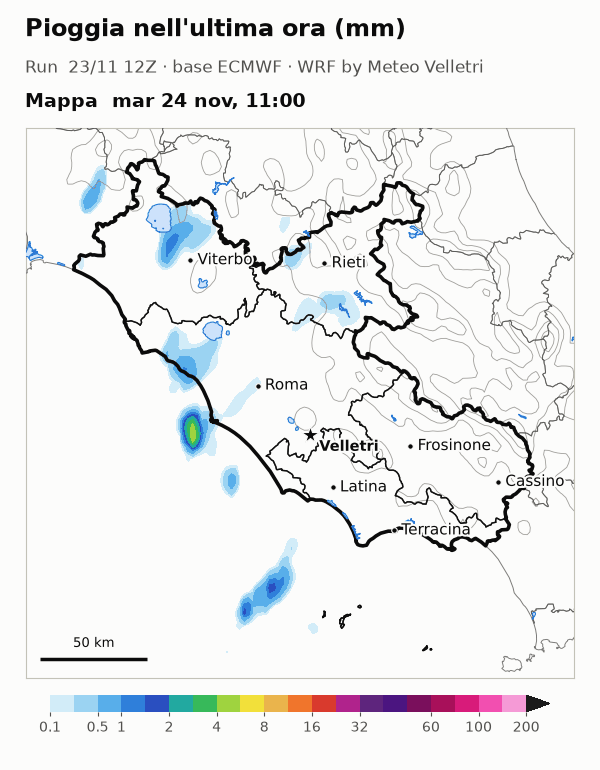 Pioggia nell'ultima ora (mm)
Run  23/11 12Z · base ECMWF · WRF by Meteo Velletri
Mappa  mar 24 nov, 11:00
Viterbo
Rieti
Roma
Velletri
Frosinone
Latina
Cassino
Terracina
50 km
0.1 0.5 1 2 4 8 16 32 60 100 200